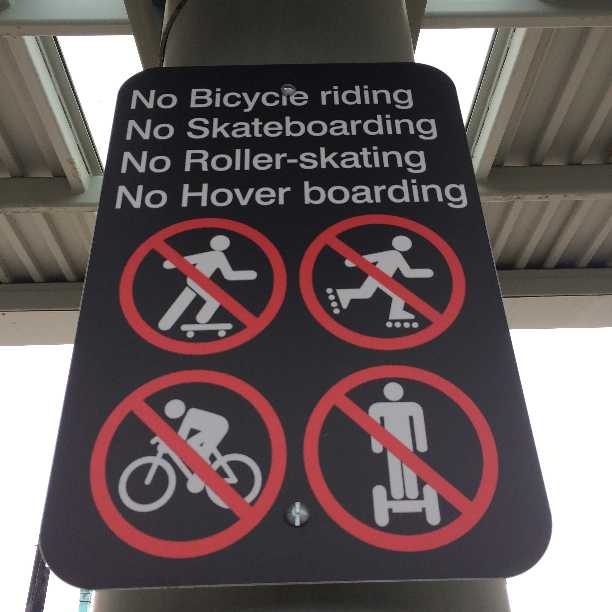 No Bicycle riding
No Skateboarding
No Roller-skating
No Hover boarding